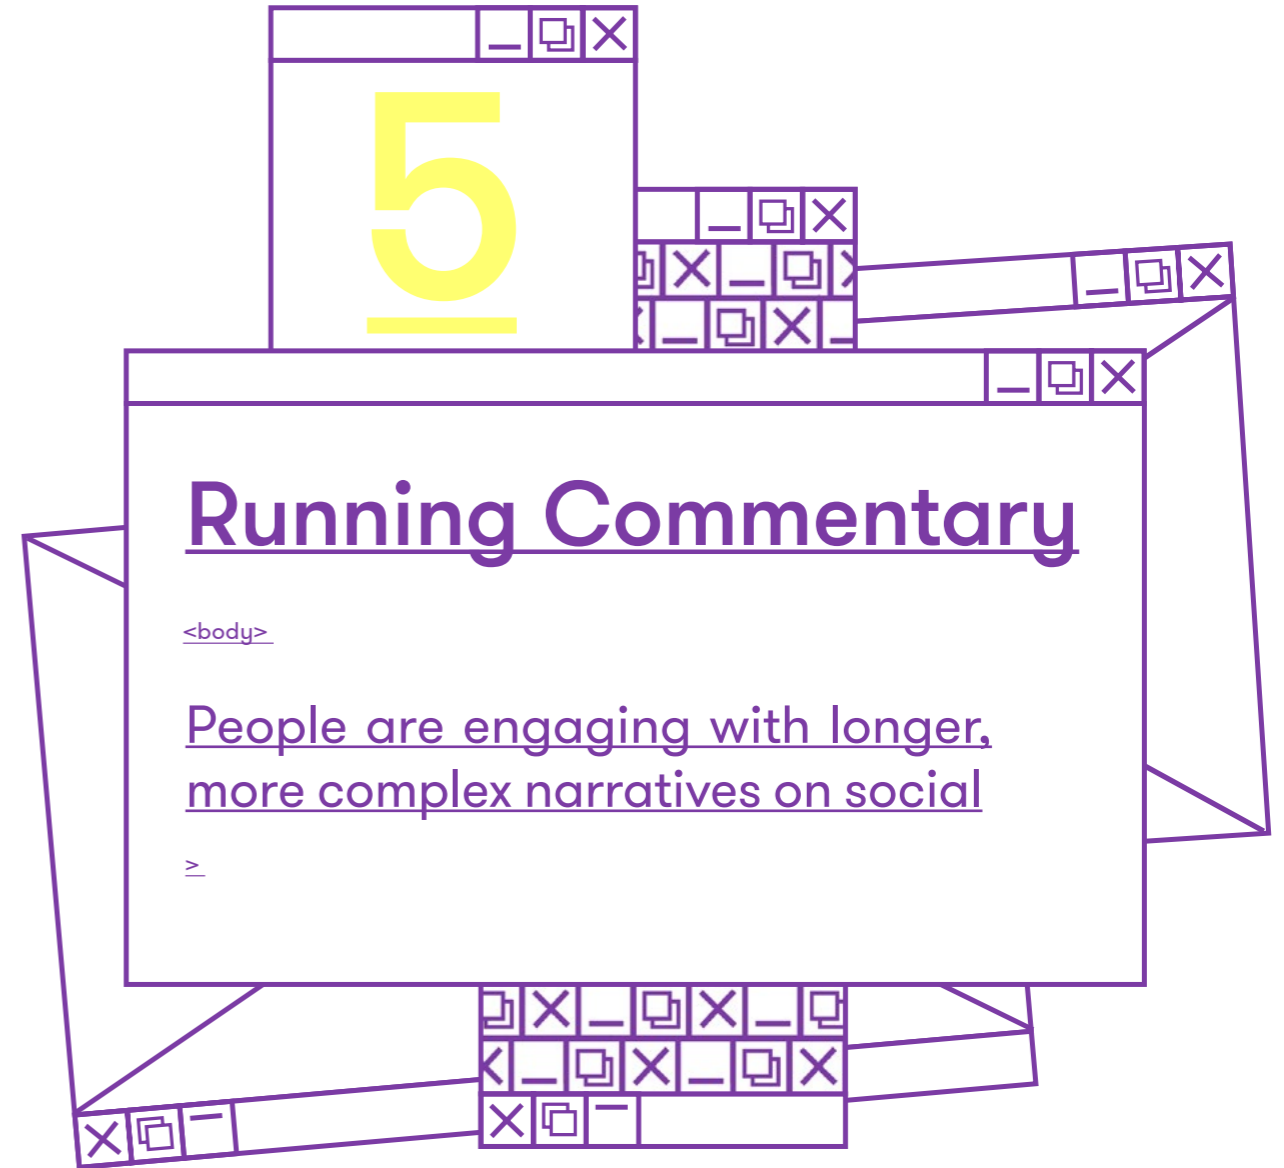 5
Running Commentary
<body>
People are engaging with longer,
more complex narratives on social
>